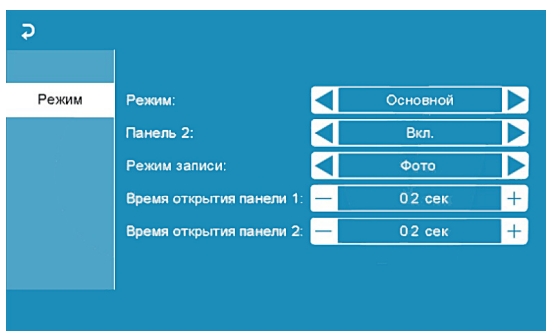 Режим
Режим: Основной
Панель 2: Вкл.
Режим записи: Фото
Время открытия панели 1: — 02 сек +
Время открытия панели 2: — 02 сек +